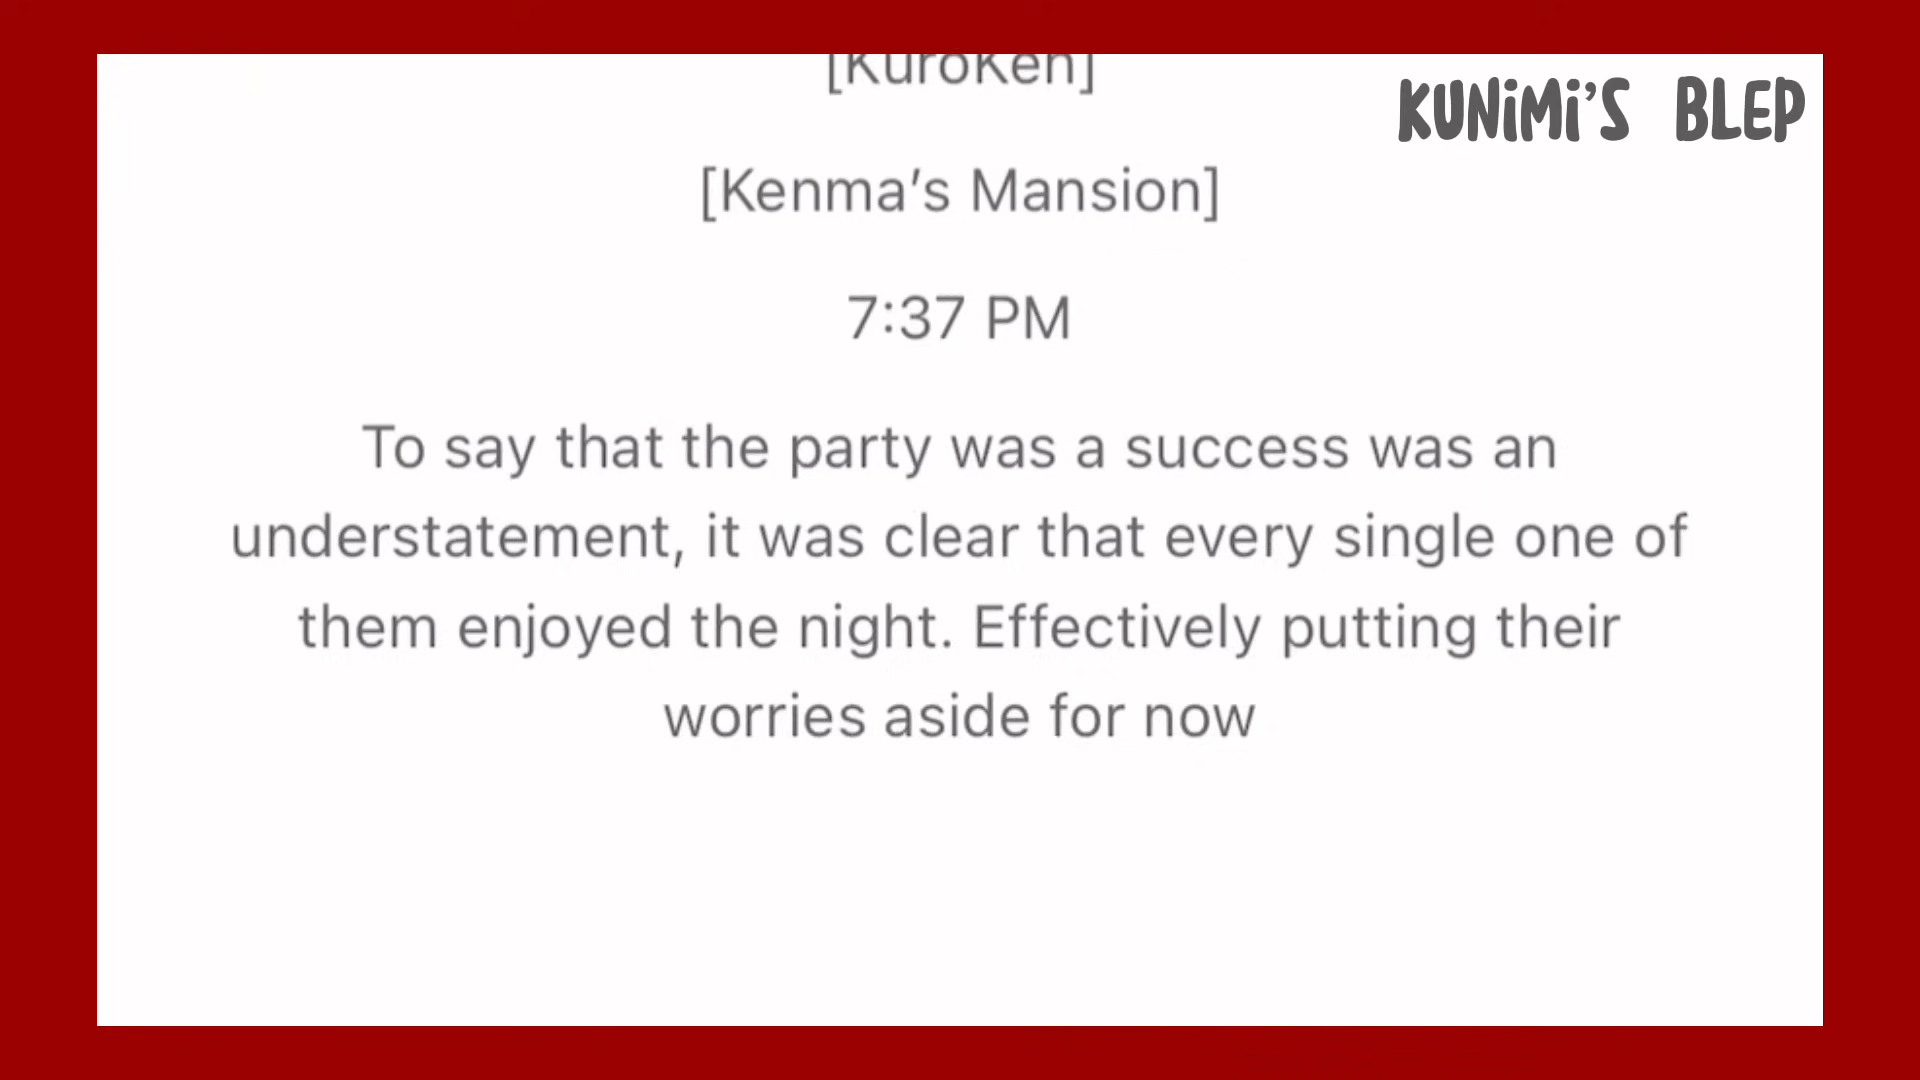 [KuroKen]
KUNiMi'S BLEP
[Kenma’s Mansion]
7:37 PM
To say that the party was a success was an
understatement, it was clear that every single one of
them enjoyed the night. Effectively putting their
worries aside for now